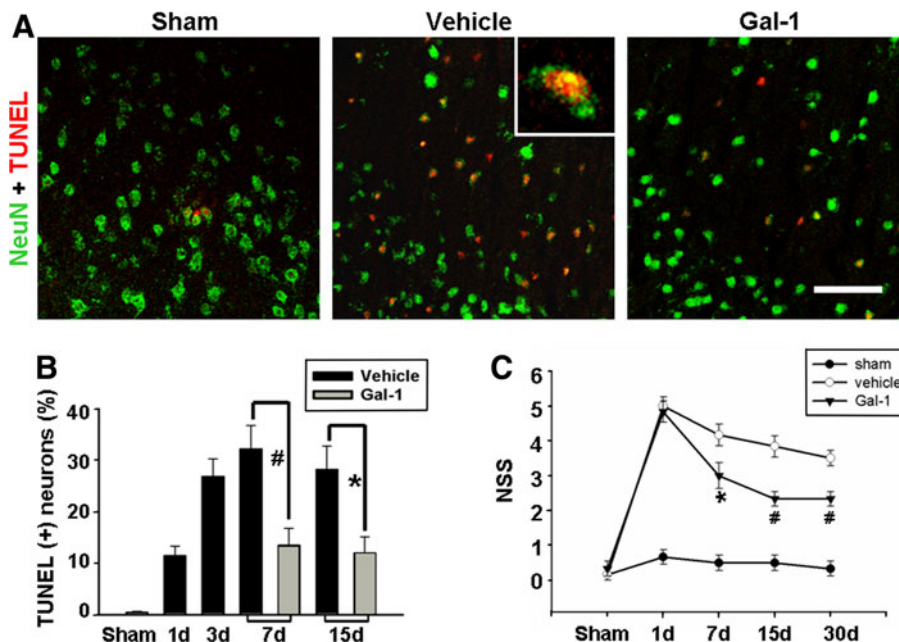 A
Sham
Vehicle
Gal-1
NeuN + TUNEL
B
Vehicle
Gal-1
TUNEL (+) neurons (%)
40
30
20
10
0
#
*
Sham 1d 3d 7d 15d
C
sham
vehicle
Gal-1
NSS
6
5
4
3
2
1
0
*
#
#
Sham 1d 7d 15d 30d